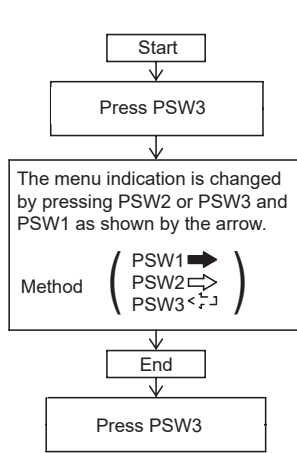 Start
Press PSW3
The menu indication is changed
by pressing PSW2 or PSW3 and
PSW1 as shown by the arrow.
PSW1
Method
PSW2
PSW3
End
Press PSW3